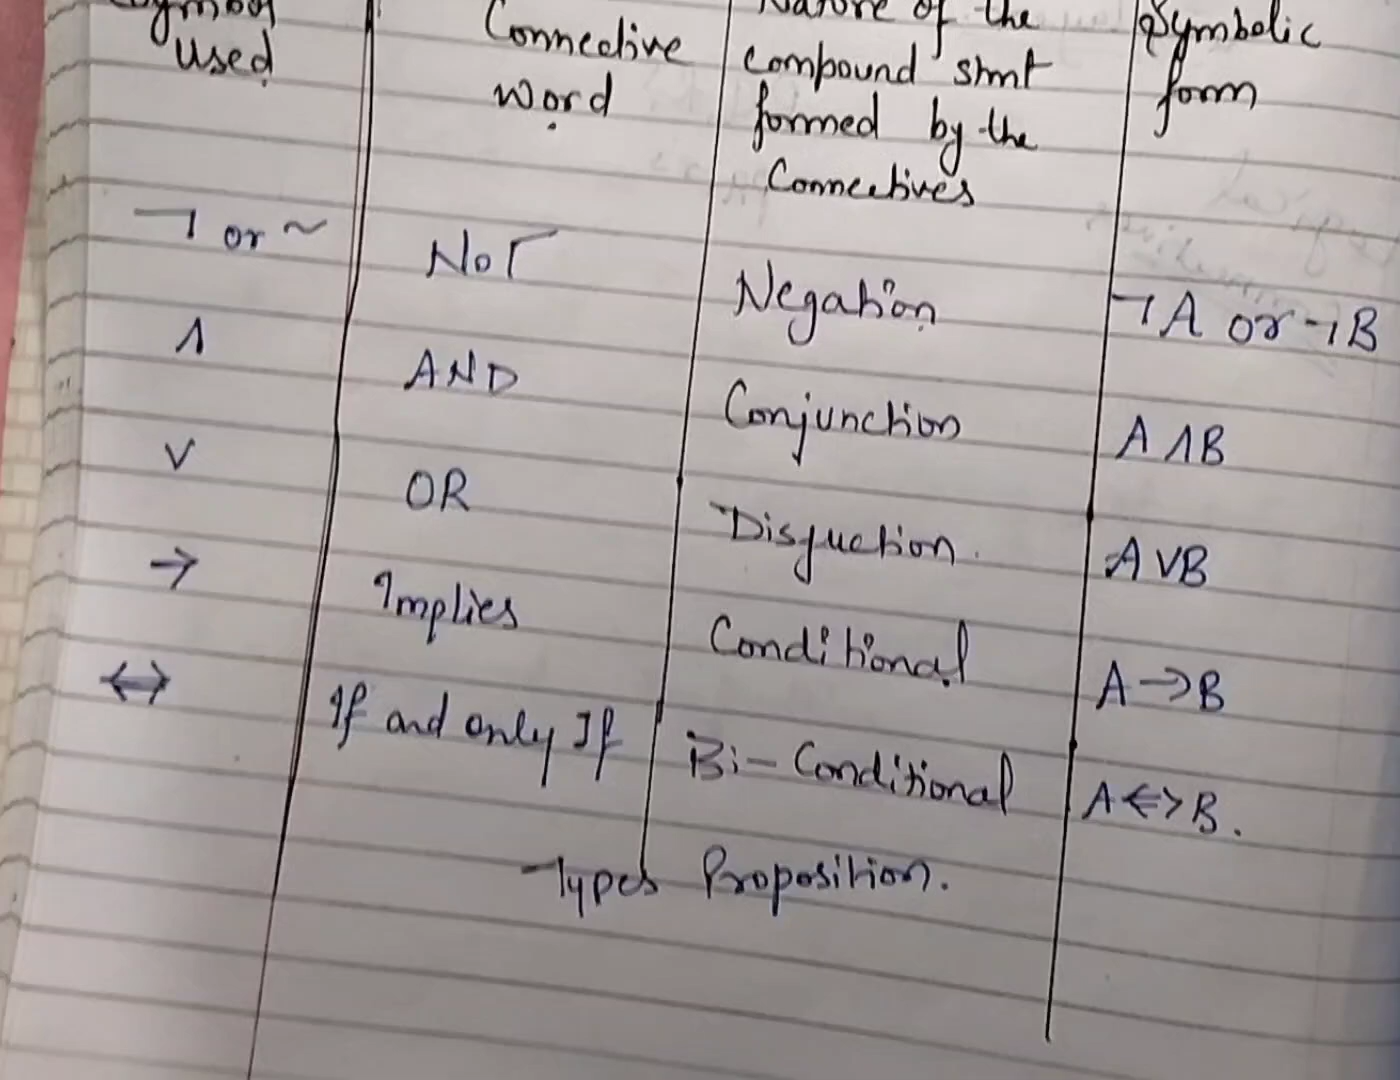 Symbol Connective Nature of the Symbolic
used word compound stmt form
formed by the
Connectives
¬ or ~ NOT Negation ¬A or ¬B
∧ AND Conjunction A ∧ B
∨ OR Disjuction. A ∨ B
→ Implies Conditional A → B
↔ If and only If Bi-Conditional A <-> B.
Types Proposition.